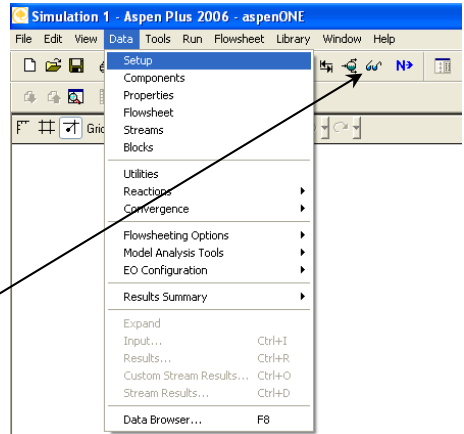 Simulation 1 - Aspen Plus 2006 - aspenONE
File Edit View Data Tools Run Flowsheet Library Window Help
N>
Setup
Components
Properties
Flowsheet
Streams
Blocks
Utilities
Reactions
Convergence
Flowsheeting Options
Model Analysis Tools
EO Configuration
Results Summary
Expand
Input... Ctrl+I
Results... Ctrl+R
Custom Stream Results... Ctrl+O
Stream Results... Ctrl+D
Data Browser... F8